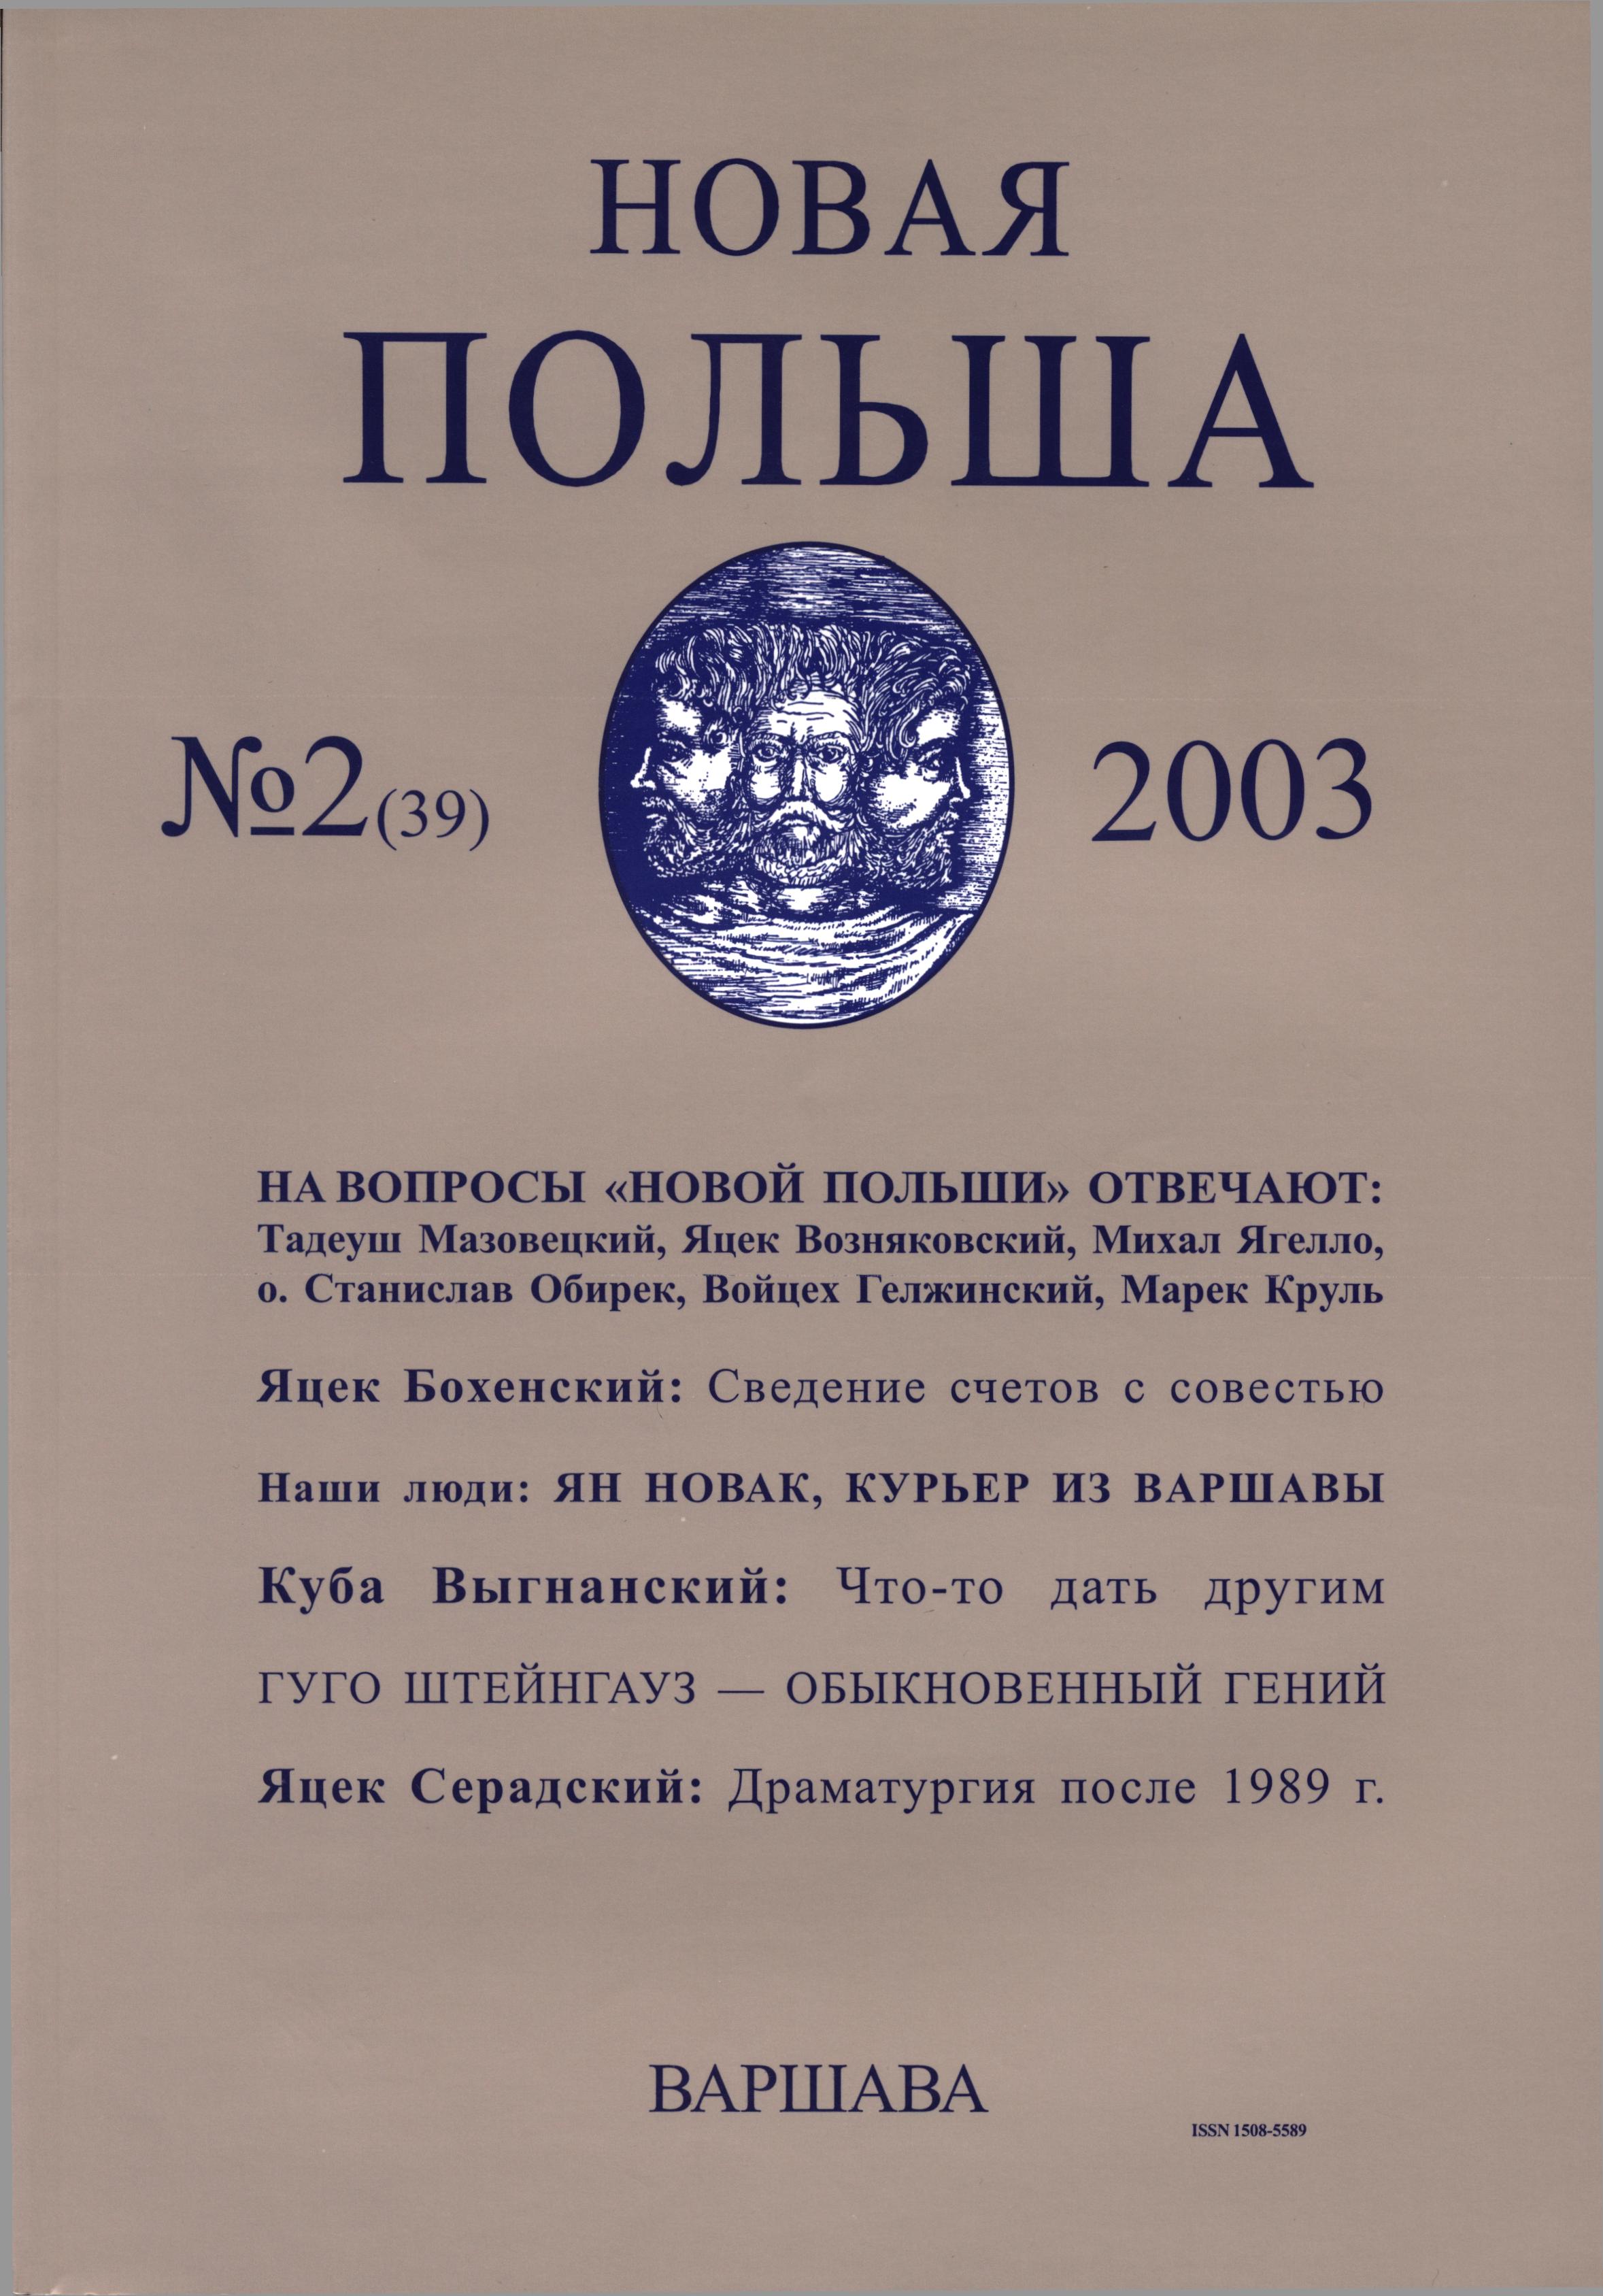 НОВАЯ
ПОЛЬША
№2(39)
2003
НА ВОПРОСЫ «НОВОЙ ПОЛЬШИ» ОТВЕЧАЮТ:
Тадеуш Мазовецкий, Яцек Возняковский, Михал Ягелло,
о. Станислав Обирек, Войцех Гелжинский, Марек Круль
Яцек Бохенский: Сведение счетов с совестью
Наши люди: ЯН НОВАК, КУРЬЕР ИЗ ВАРШАВЫ
Куба Выгнанский: Что-то дать другим
ГУГО ШТЕЙНГАУЗ — ОБЫКНОВЕННЫЙ ГЕНИЙ
Яцек Серадский: Драматургия после 1989 г.
ВАРШАВА
ISSN 1508-5589